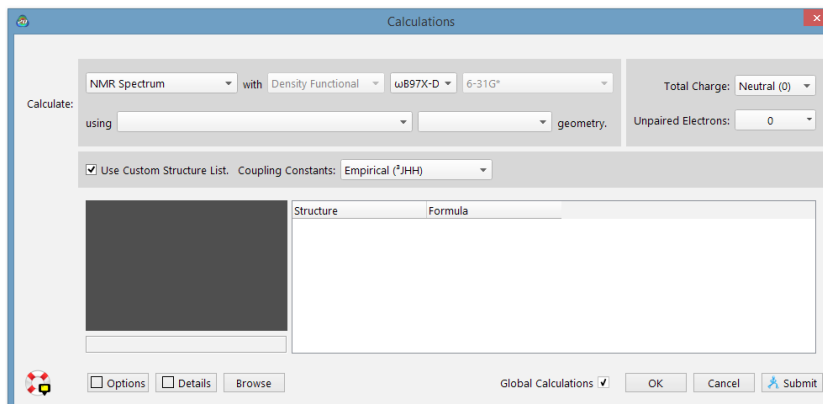 Calculations
NMR Spectrum with Density Functional ωB97X-D 6-31G*
Calculate:
using geometry.
Total Charge: Neutral (0)
Unpaired Electrons: 0
Use Custom Structure List. Coupling Constants: Empirical (³JHH)
Structure Formula
Options Details Browse Global Calculations OK Cancel Submit